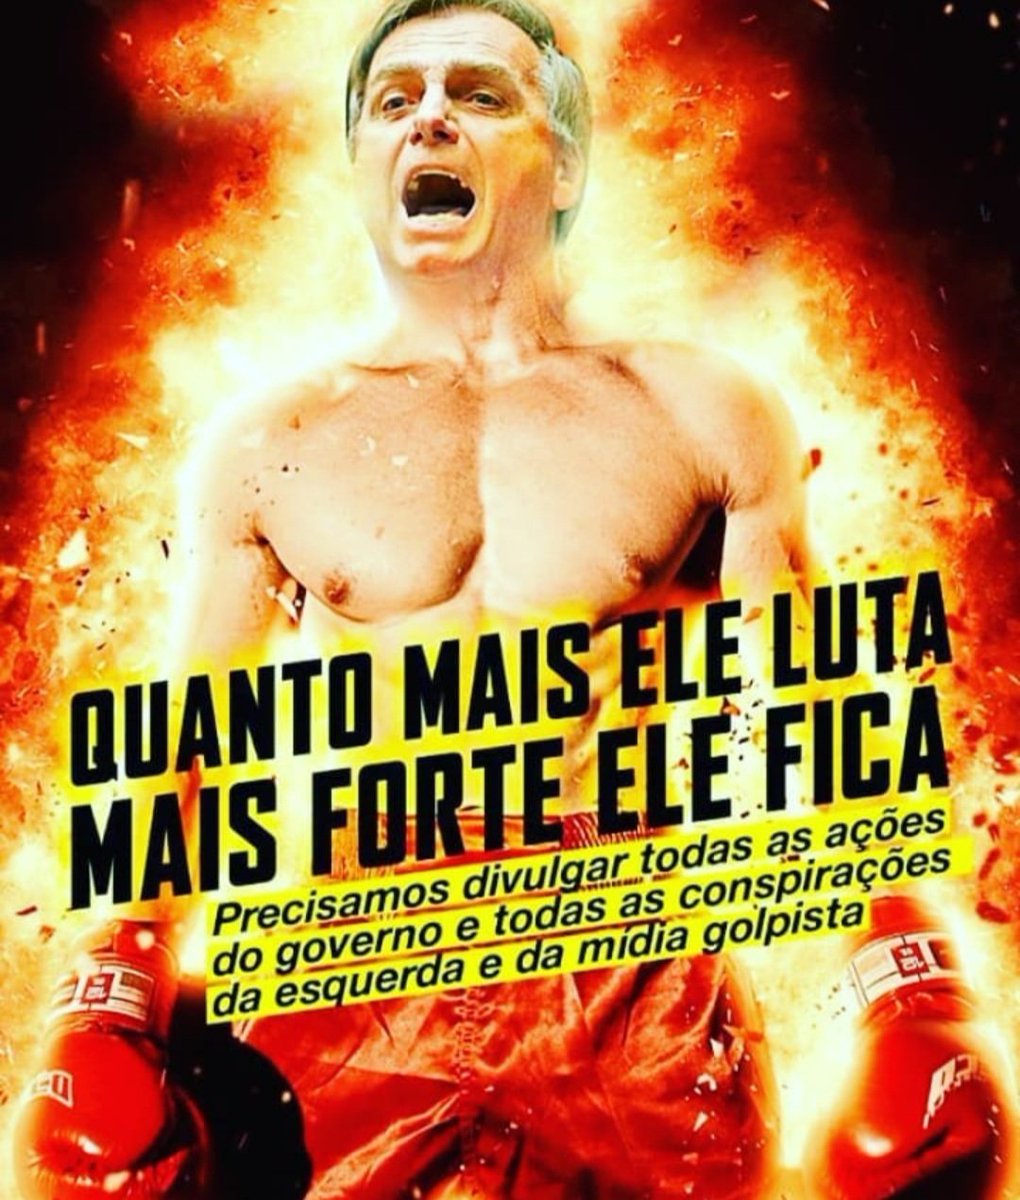 QUANTO MAIS ELE LUTA
MAIS FORTE ELE FICA
Precisamos divulgar todas as ações
do governo e todas as conspirações
da esquerda e da mídia golpista